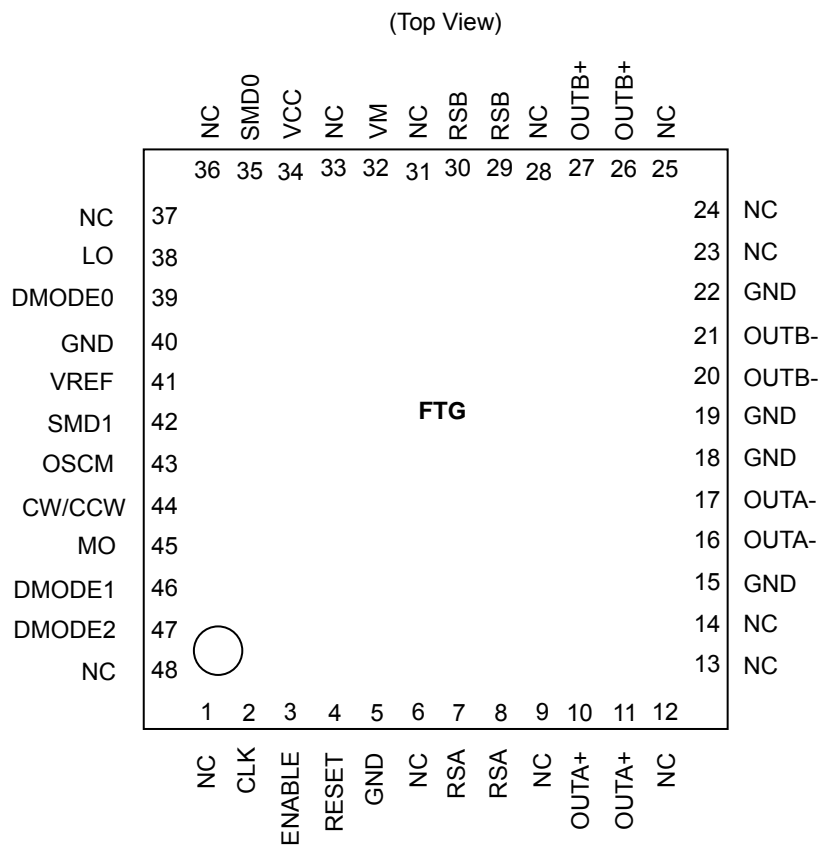 (Top View)
NC SMD0 VCC NC VM NC RSB RSB NC OUTB+ OUTB+ NC
36 35 34 33 32 31 30 29 28 27 26 25
NC 37 24 NC
LO 38 23 NC
DMODE0 39 22 GND
GND 40 21 OUTB-
VREF 41 20 OUTB-
FTG
SMD1 42 19 GND
OSCM 43 18 GND
CW/CCW 44 17 OUTA-
MO 45 16 OUTA-
DMODE1 46 15 GND
DMODE2 47 14 NC
NC 48 13 NC
1 2 3 4 5 6 7 8 9 10 11 12
NC CLK ENABLE RESET GND NC RSA RSA NC OUTA+ OUTA+ NC